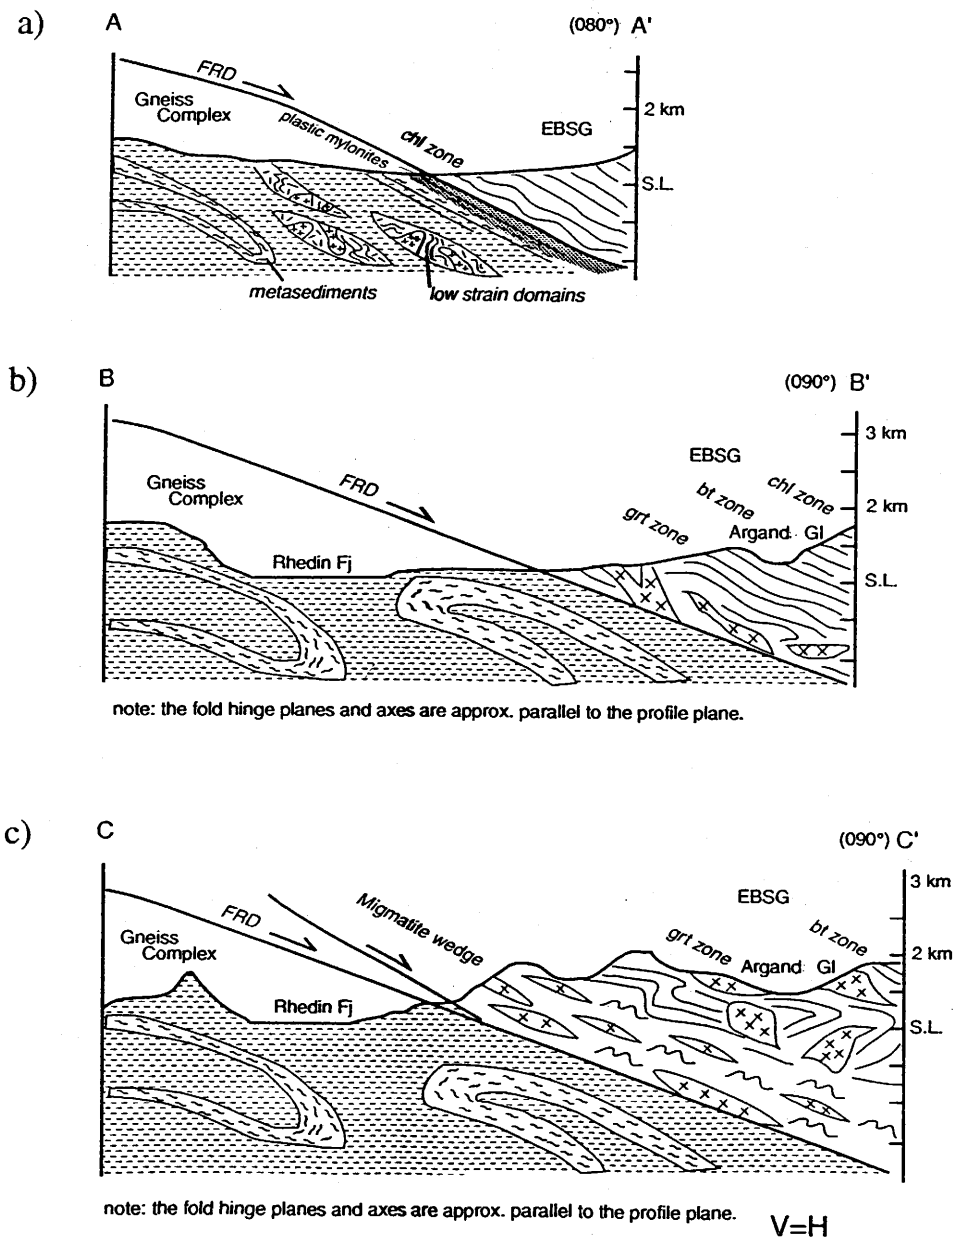 a)
A
(080°) A'
FRD
2 km
Gneiss
Complex
plastic mylonites
chl zone
EBSG
S.L.
metasediments
low strain domains
b)
B
(090°) B'
3 km
EBSG
Gneiss
Complex
FRD
bt zone
chl zone
2 km
grt zone
Argand Gl
Rhedin Fj
S.L.
note: the fold hinge planes and axes are approx. parallel to the profile plane.
c)
C
(090°) C'
3 km
EBSG
Migmatite wedge
FRD
Gneiss
Complex
grt zone
bt zone
2 km
Argand Gl
Rhedin Fj
S.L.
note: the fold hinge planes and axes are approx. parallel to the profile plane.
V=H